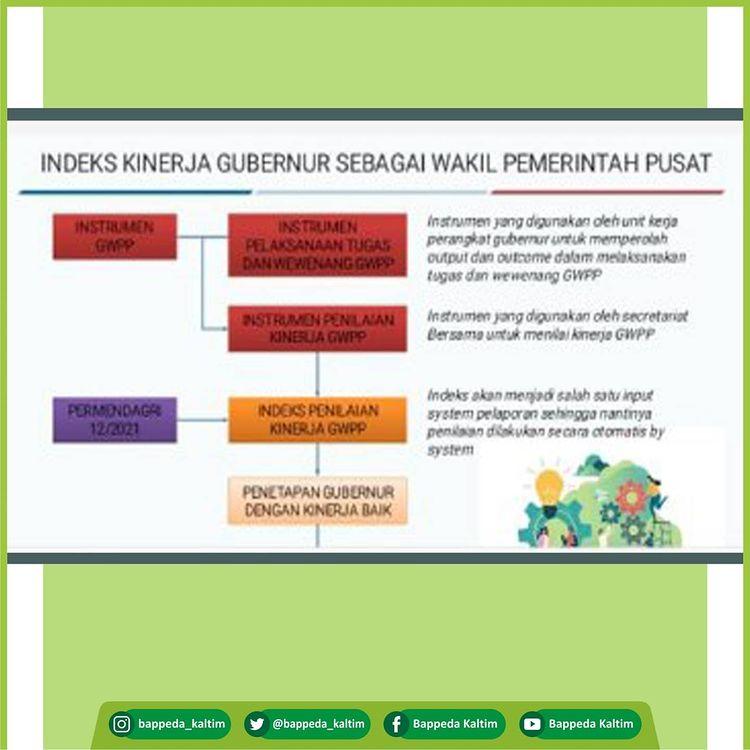 INDEKS KINERJA GUBERNUR SEBAGAI WAKIL PEMERINTAH PUSAT
INSTRUMEN
GWPP
INSTRUMEN
PELAKSANAAN TUGAS
DAN WEWENANG GWPP
Instrumen yang digunakan oleh unit kerja
perangkat gubernur untuk memperolah
output dan outcome dalam melaksanakan
tugas dan wewenang GWPP
INSTRUMEN PENILAIAN
KINERJA GWPP
Instrumen yang digunakan oleh secretariat
Bersama untuk menilai kinerja GWPP
PERMENDAGRI
12/2021
INDEKS PENILAIAN
KINERJA GWPP
Indeks akan menjadi salah satu input
system pelaporan sehingga nantinya
penilaian dilakukan secara otomatis by
system
PENETAPAN GUBERNUR
DENGAN KINERJA BAIK
bappeda_kaltim
@bappeda_kaltim
Bappeda Kaltim
Bappeda Kaltim